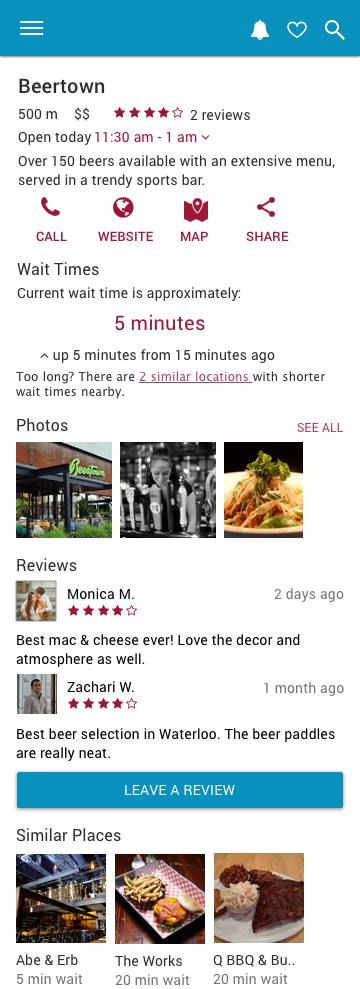 Beertown
500 m $$ 2 reviews
Open today 11:30 am - 1 am
Over 150 beers available with an extensive menu,
served in a trendy sports bar.
CALL WEBSITE MAP SHARE
Wait Times
Current wait time is approximately:
5 minutes
up 5 minutes from 15 minutes ago
Too long? There are 2 similar locations with shorter
wait times nearby.
Photos SEE ALL
Beertown
Reviews
Monica M. 2 days ago
Best mac & cheese ever! Love the decor and
atmosphere as well.
Zachari W. 1 month ago
Best beer selection in Waterloo. The beer paddles
are really neat.
LEAVE A REVIEW
Similar Places
Abe & Erb The Works Q BBQ & Bu..
5 min wait 20 min wait 20 min wait